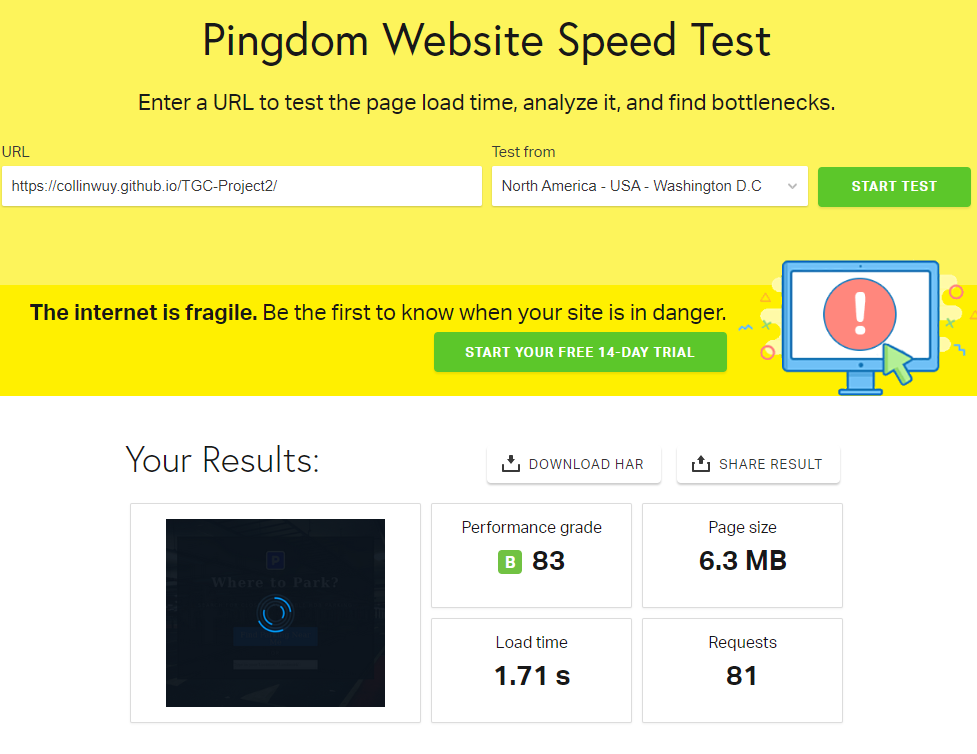 Pingdom Website Speed Test
Enter a URL to test the page load time, analyze it, and find bottlenecks.
URL
Test from
https://collinwuy.github.io/TGC-Project2/
North America - USA - Washington D.C
START TEST
The internet is fragile. Be the first to know when your site is in danger.
START YOUR FREE 14-DAY TRIAL
!
Your Results:
DOWNLOAD HAR
SHARE RESULT
P
Where to Park?
Performance grade
B 83
Page size
6.3 MB
Load time
1.71 s
Requests
81